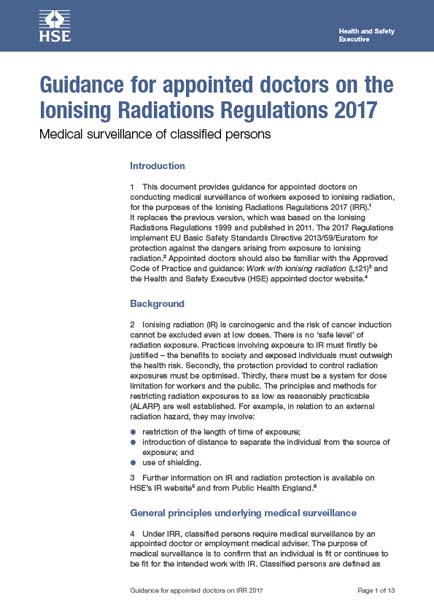 HSE
Health and Safety
Executive
Guidance for appointed doctors on the
Ionising Radiations Regulations 2017
Medical surveillance of classified persons
Introduction
1 This document provides guidance for appointed doctors on
conducting medical surveillance of workers exposed to ionising radiation,
for the purposes of the Ionising Radiations Regulations 2017 (IRR).¹
It replaces the previous version, which was based on the Ionising
Radiations Regulations 1999 and published in 2011. The 2017 Regulations
implement EU Basic Safety Standards Directive 2013/59/Euratom for
protection against the dangers arising from exposure to ionising
radiation.² Appointed doctors should also be familiar with the Approved
Code of Practice and guidance: Work with ionising radiation (L121)³ and
the Health and Safety Executive (HSE) appointed doctor website.⁴
Background
2 Ionising radiation (IR) is carcinogenic and the risk of cancer induction
cannot be excluded even at low doses. There is no ‘safe level’ of
radiation exposure. Practices involving exposure to IR must firstly be
justified – the benefits to society and exposed individuals must outweigh
the health risk. Secondly, the protection provided to control radiation
exposures must be optimised. Thirdly, there must be a system for dose
limitation for workers and the public. The principles and methods for
restricting radiation exposures to as low as reasonably practicable
(ALARP) are well established. For example, in relation to an external
radiation hazard, they may involve:
● restriction of the length of time of exposure;
● introduction of distance to separate the individual from the source of
exposure; and
● use of shielding.
3 Further information on IR and radiation protection is available on
HSE’s IR website⁵ and from Public Health England.⁶
General principles underlying medical surveillance
4 Under IRR, classified persons require medical surveillance by an
appointed doctor or employment medical adviser. The purpose of
medical surveillance is to confirm that an individual is fit or continues to
be fit for the intended work with IR. Classified persons are defined as
Guidance for appointed doctors on IRR 2017
Page 1 of 13